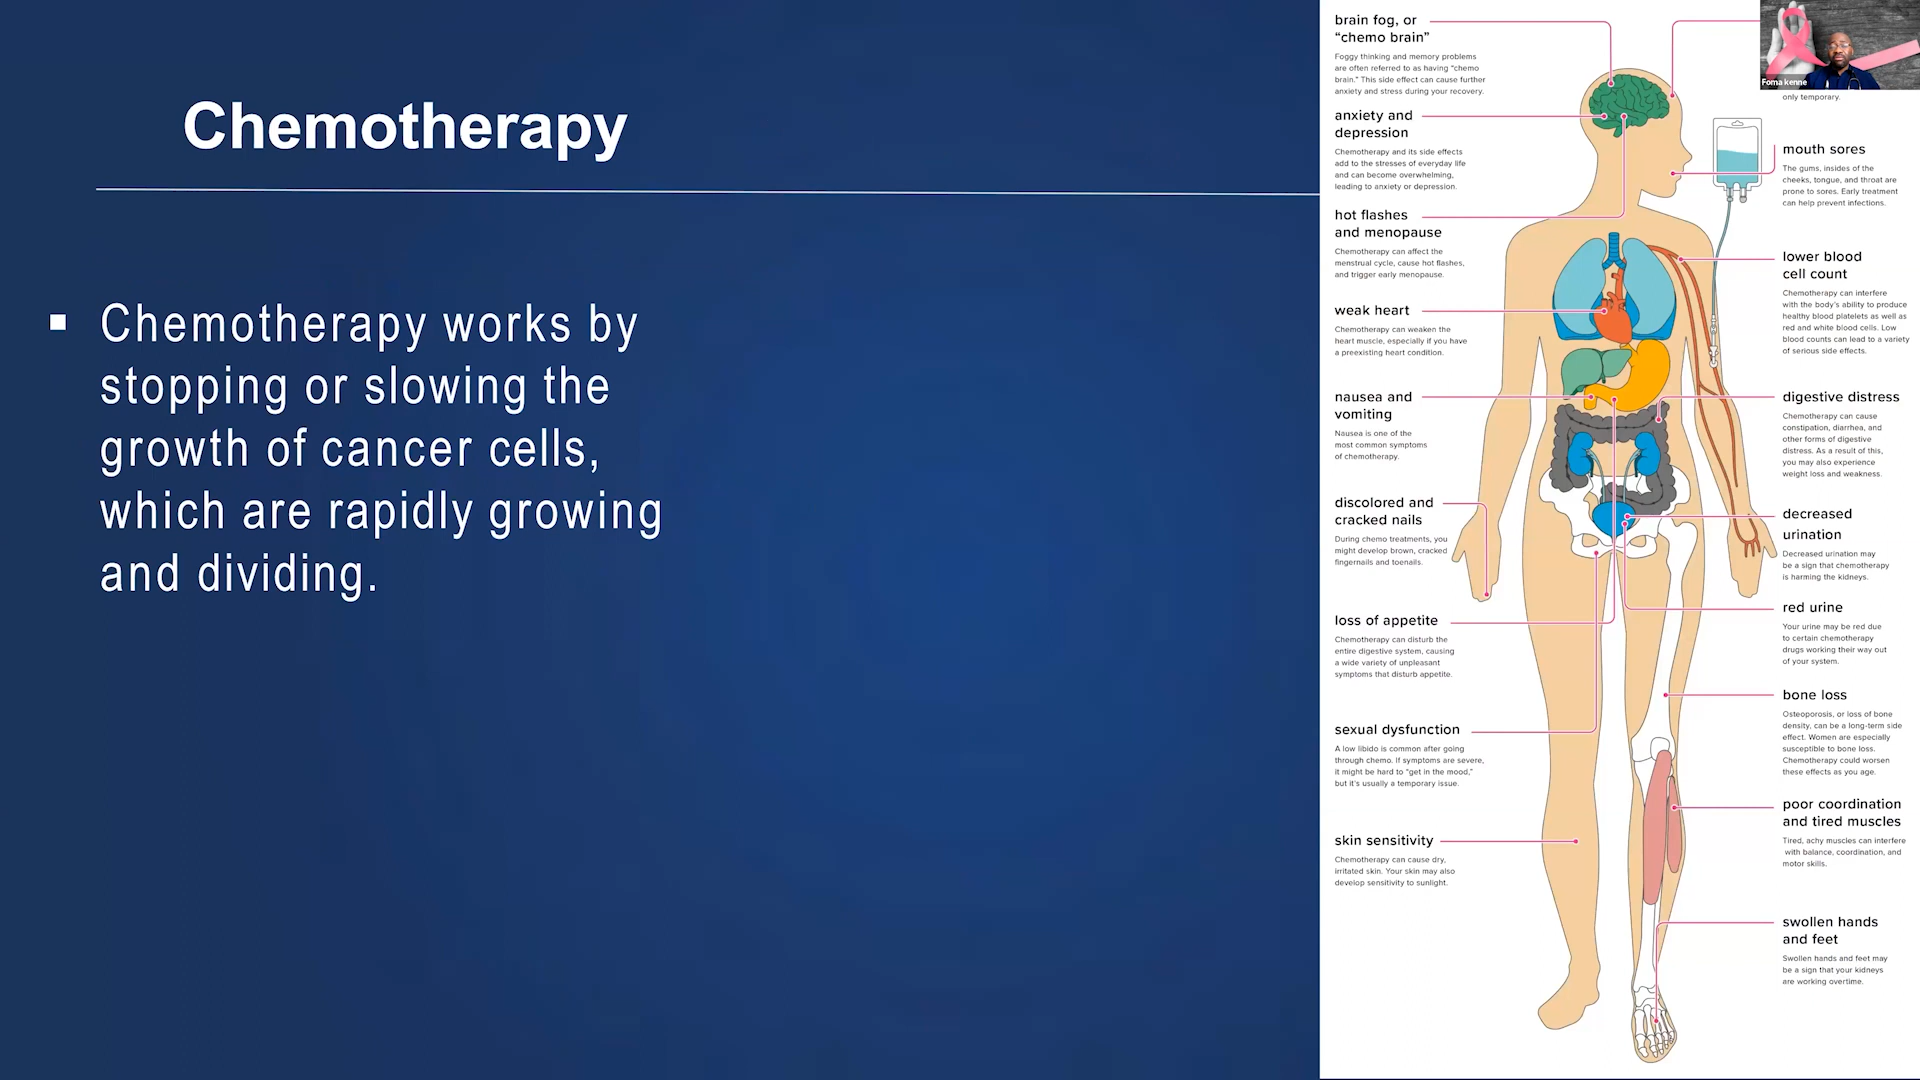 Chemotherapy
▪ Chemotherapy works by
stopping or slowing the
growth of cancer cells,
which are rapidly growing
and dividing.
brain fog, or
“chemo brain”
Foggy thinking and memory problems
are often referred to as having “chemo
brain.” This side effect can cause further
anxiety and stress during your recovery.
anxiety and
depression
Chemotherapy and its side effects
add to the stresses of everyday life
and can become overwhelming,
leading to anxiety or depression.
hot flashes
and menopause
Chemotherapy can affect the
menstrual cycle, cause hot flashes,
and trigger early menopause.
weak heart
Chemotherapy can weaken the
heart muscle, especially if you have
a preexisting heart condition.
nausea and
vomiting
Nausea is one of the
most common symptoms
of chemotherapy.
discolored and
cracked nails
During chemo treatments, you
might develop brown, cracked
fingernails and toenails.
loss of appetite
Chemotherapy can disturb the
entire digestive system, causing
a wide variety of unpleasant
symptoms that disturb appetite.
sexual dysfunction
A low libido is common after going
through chemo. If symptoms are severe,
it might be hard to “get in the mood,”
but it’s usually a temporary issue.
skin sensitivity
Chemotherapy can cause dry,
irritated skin. Your skin may also
develop sensitivity to sunlight.
Foma kenne
only temporary.
mouth sores
The gums, insides of the
cheeks, tongue, and throat are
prone to sores. Early treatment
can help prevent infections.
lower blood
cell count
Chemotherapy can interfere
with the body’s ability to produce
healthy blood platelets as well as
red and white blood cells. Low
blood counts can lead to a variety
of serious side effects.
digestive distress
Chemotherapy can cause
constipation, diarrhea, and
other forms of digestive
distress. As a result of this,
you may also experience
weight loss and weakness.
decreased
urination
Decreased urination may
be a sign that chemotherapy
is harming the kidneys.
red urine
Your urine may be red due
to certain chemotherapy
drugs working their way out
of your system.
bone loss
Osteoporosis, or loss of bone
density, can be a long-term side
effect. Women are especially
susceptible to bone loss.
Chemotherapy could worsen
these effects as you age.
poor coordination
and tired muscles
Tired, achy muscles can interfere
with balance, coordination, and
motor skills.
swollen hands
and feet
Swollen hands and feet may
be a sign that your kidneys
are working overtime.